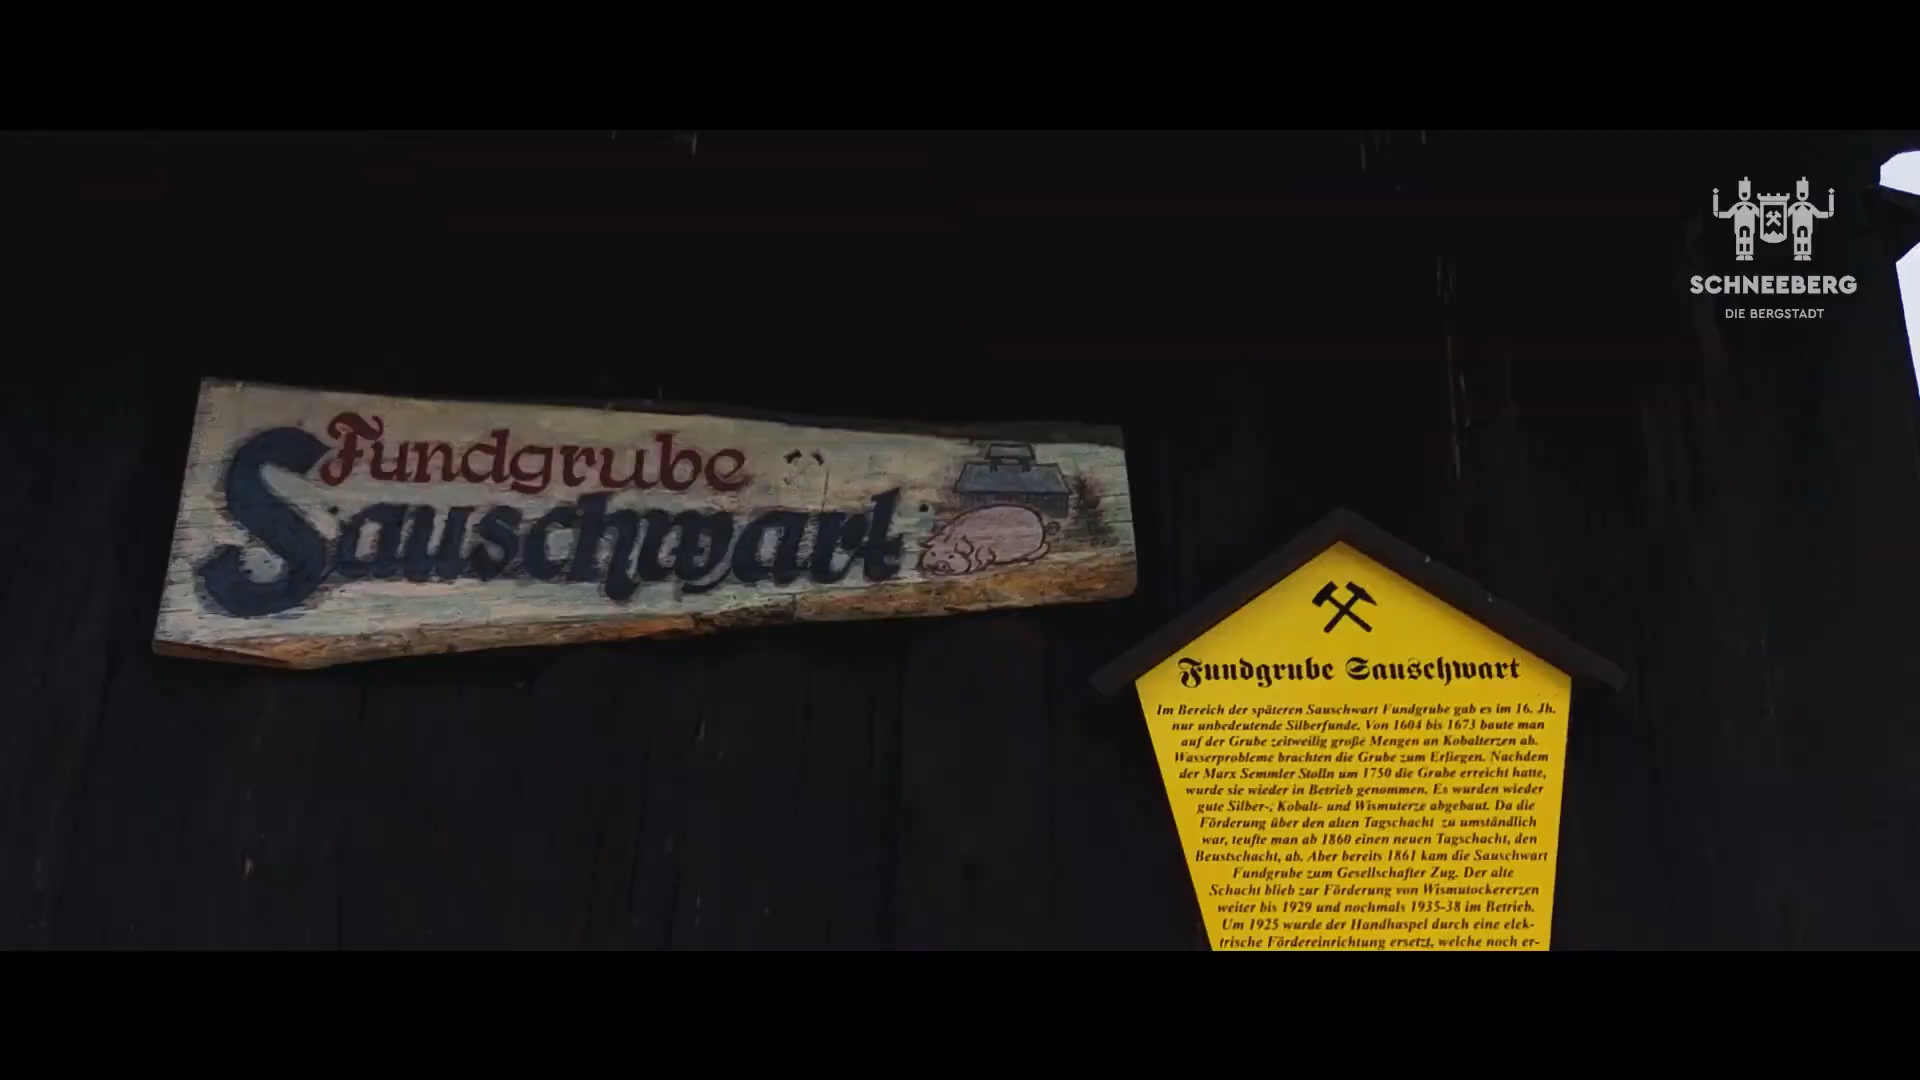 SCHNEEBERG
DIE BERGSTADT
Fundgrube
Sauschwart
Fundgrube Sauschwart
Im Bereich der späteren Sauschwart Fundgrube gab es im 16. Jh.
nur unbedeutende Silberfunde. Von 1604 bis 1673 baute man
auf der Grube zeitweilig große Mengen an Kobalterzen ab.
Wasserprobleme brachten die Grube zum Erliegen. Nachdem
der Marx Semmler Stolln um 1750 die Grube erreicht hatte,
wurde sie wieder in Betrieb genommen. Es wurden wieder
gute Silber-, Kobalt- und Wismuterze abgebaut. Da die
Förderung über den alten Tagschacht zu umständlich
war, teufte man ab 1860 einen neuen Tagschacht, den
Beustschacht, ab. Aber bereits 1861 kam die Sauschwart
Fundgrube zum Gesellschafter Zug. Der alte
Schacht blieb zur Förderung von Wismutockererzen
weiter bis 1929 und nochmals 1935-38 im Betrieb.
Um 1925 wurde der Handhaspel durch eine elek-
trische Fördereinrichtung ersetzt, welche noch er-